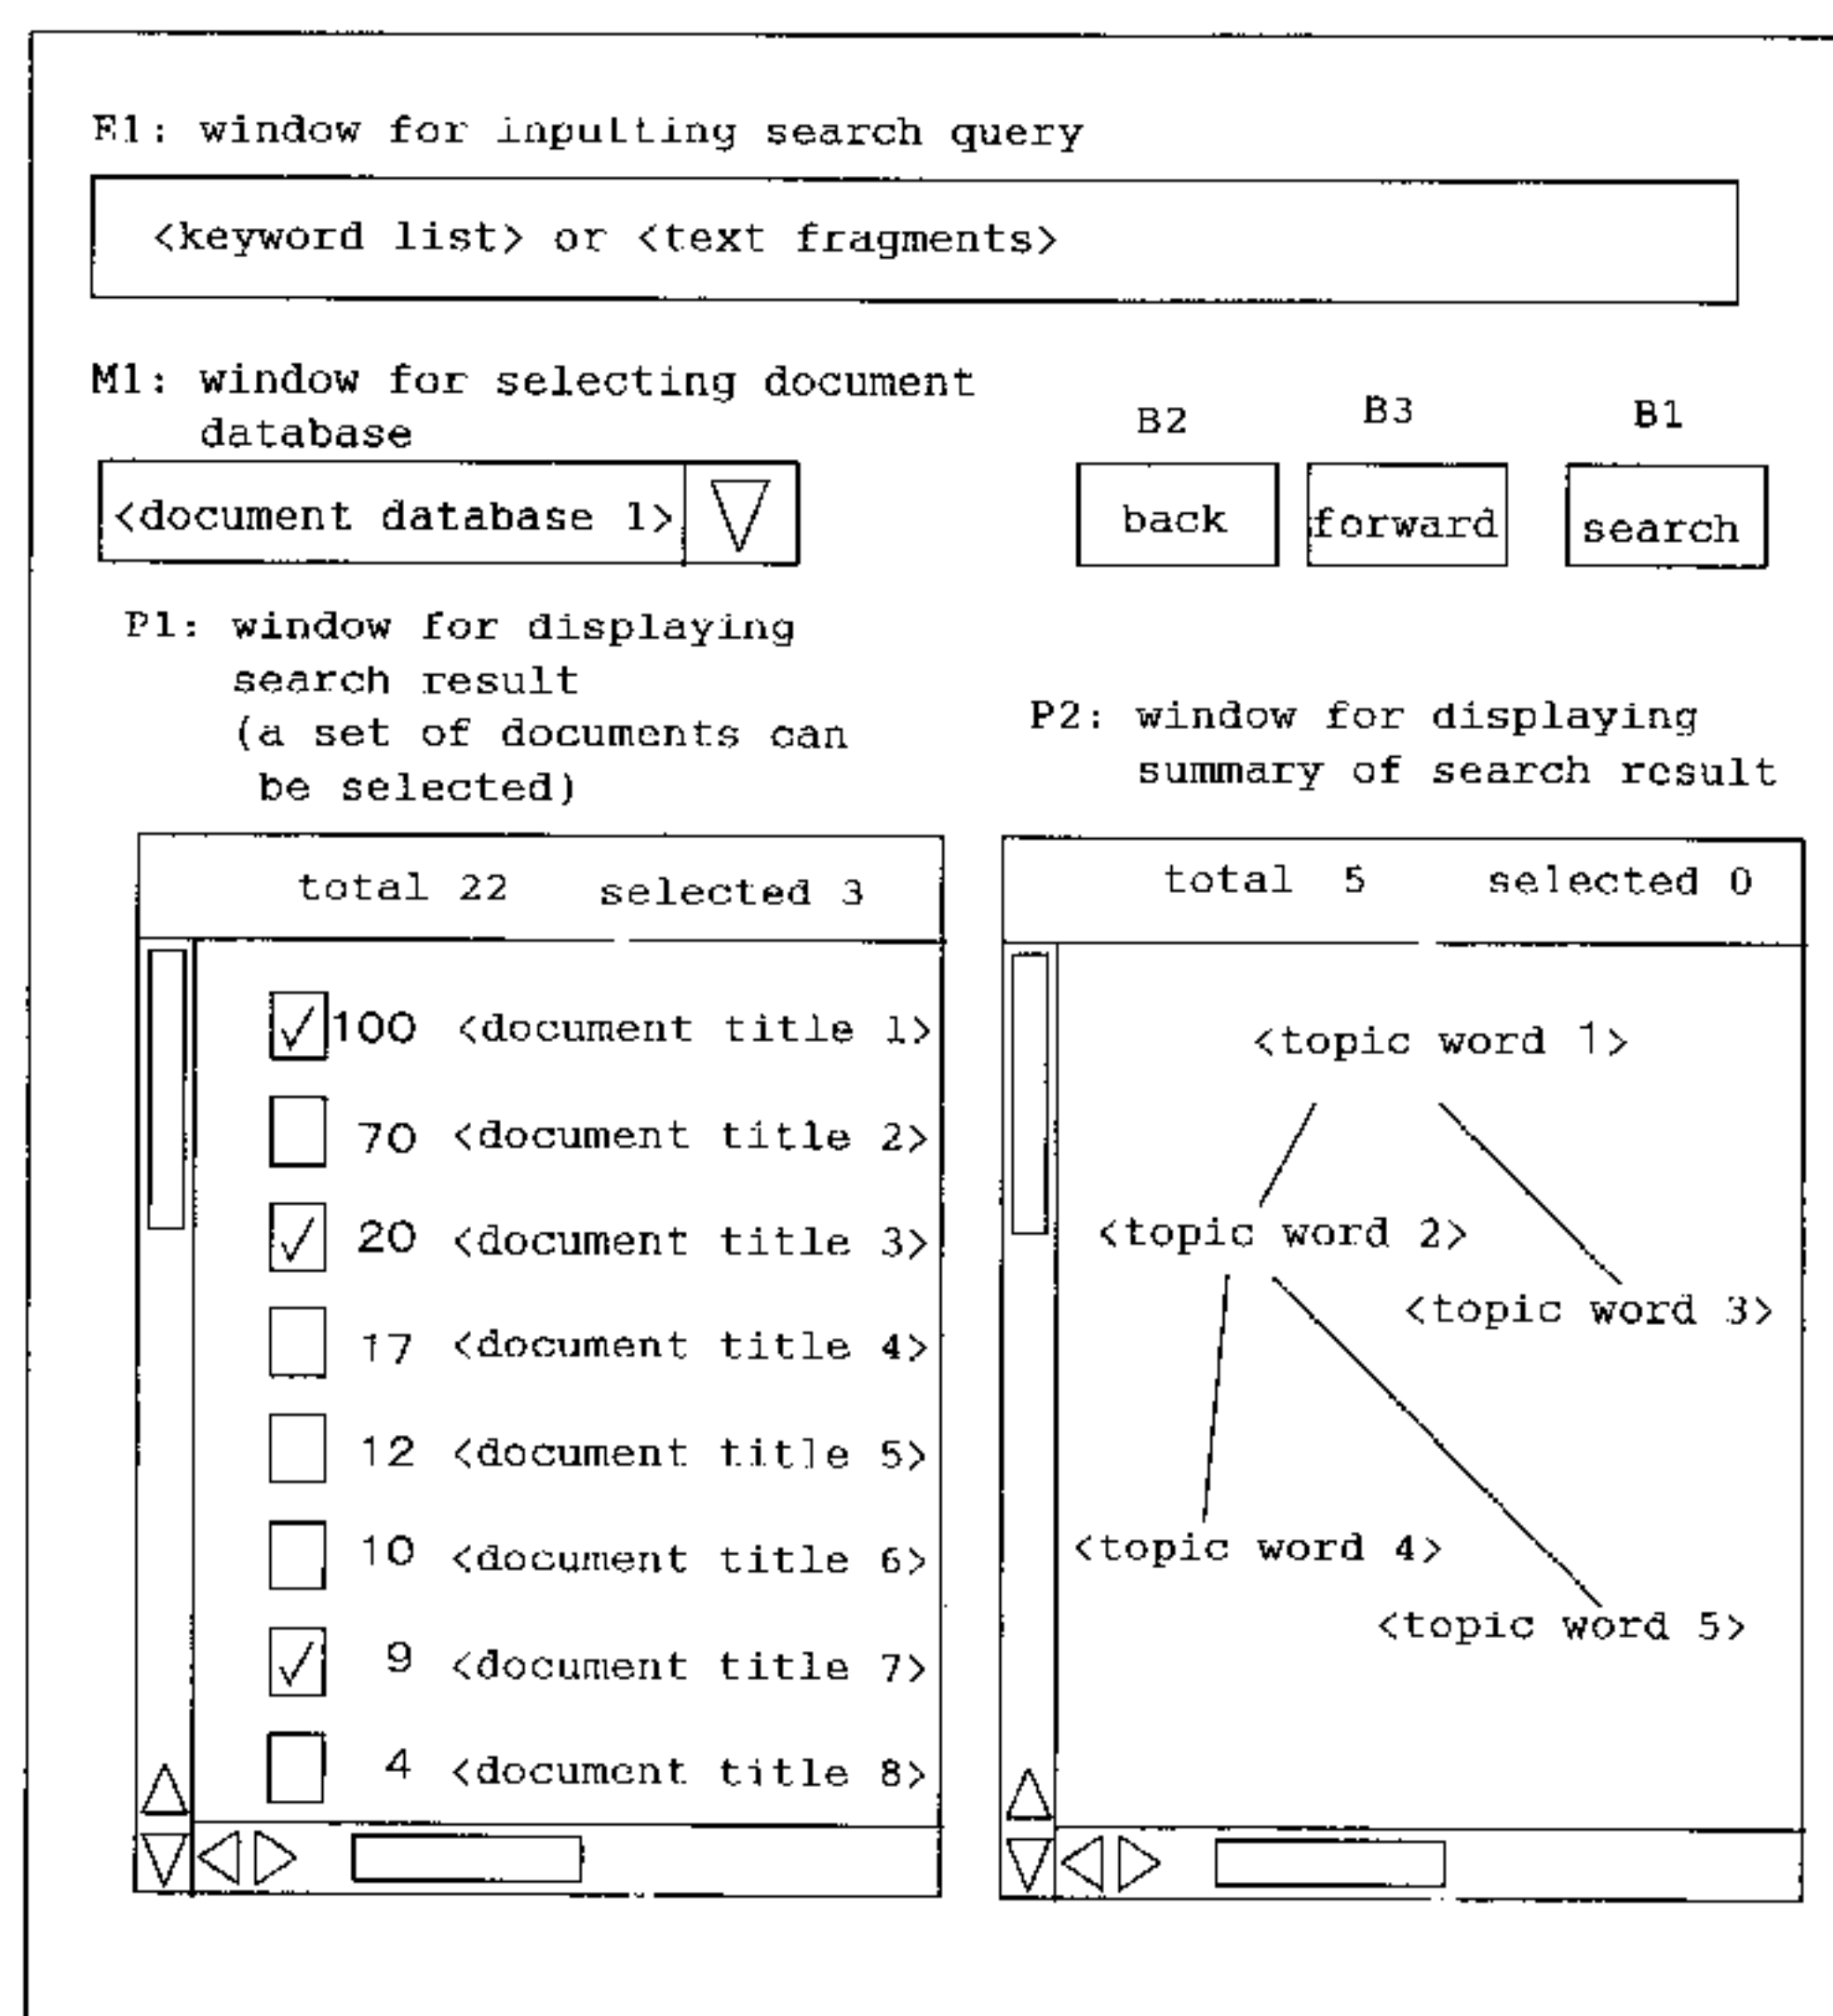 E1: window for inputting search query
<keyword list> or <text fragments>
M1: window for selecting document
database
<document database 1>
B2
B3
B1
back
forward
search
P1: window for displaying
search result
(a set of documents can
be selected)
P2: window for displaying
summary of search result
total 22 selected 3
100 <document title 1>
70 <document title 2>
20 <document title 3>
17 <document title 4>
12 <document title 5>
10 <document title 6>
9 <document title 7>
4 <document title 8>
total 5 selected 0
<topic word 1>
<topic word 2>
<topic word 3>
<topic word 4>
<topic word 5>